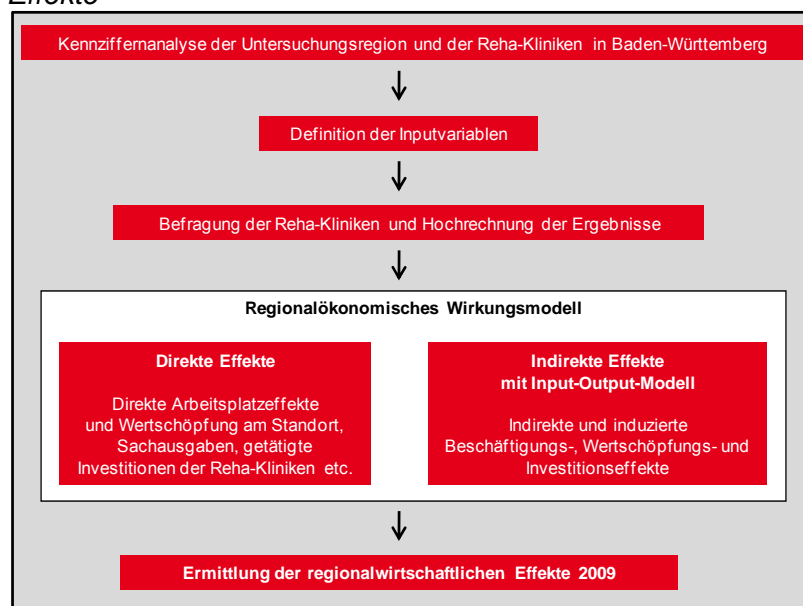 Effekte
Kennziffernanalyse der Untersuchungsregion und der Reha-Kliniken in Baden-Württemberg
Definition der Inputvariablen
Befragung der Reha-Kliniken und Hochrechnung der Ergebnisse
Regionalökonomisches Wirkungsmodell
Direkte Effekte
Direkte Arbeitsplatzeffekte
und Wertschöpfung am Standort,
Sachausgaben, getätigte
Investitionen der Reha-Kliniken etc.
Indirekte Effekte
mit Input-Output-Modell
Indirekte und induzierte
Beschäftigungs-, Wertschöpfungs- und
Investitionseffekte
Ermittlung der regionalwirtschaftlichen Effekte 2009